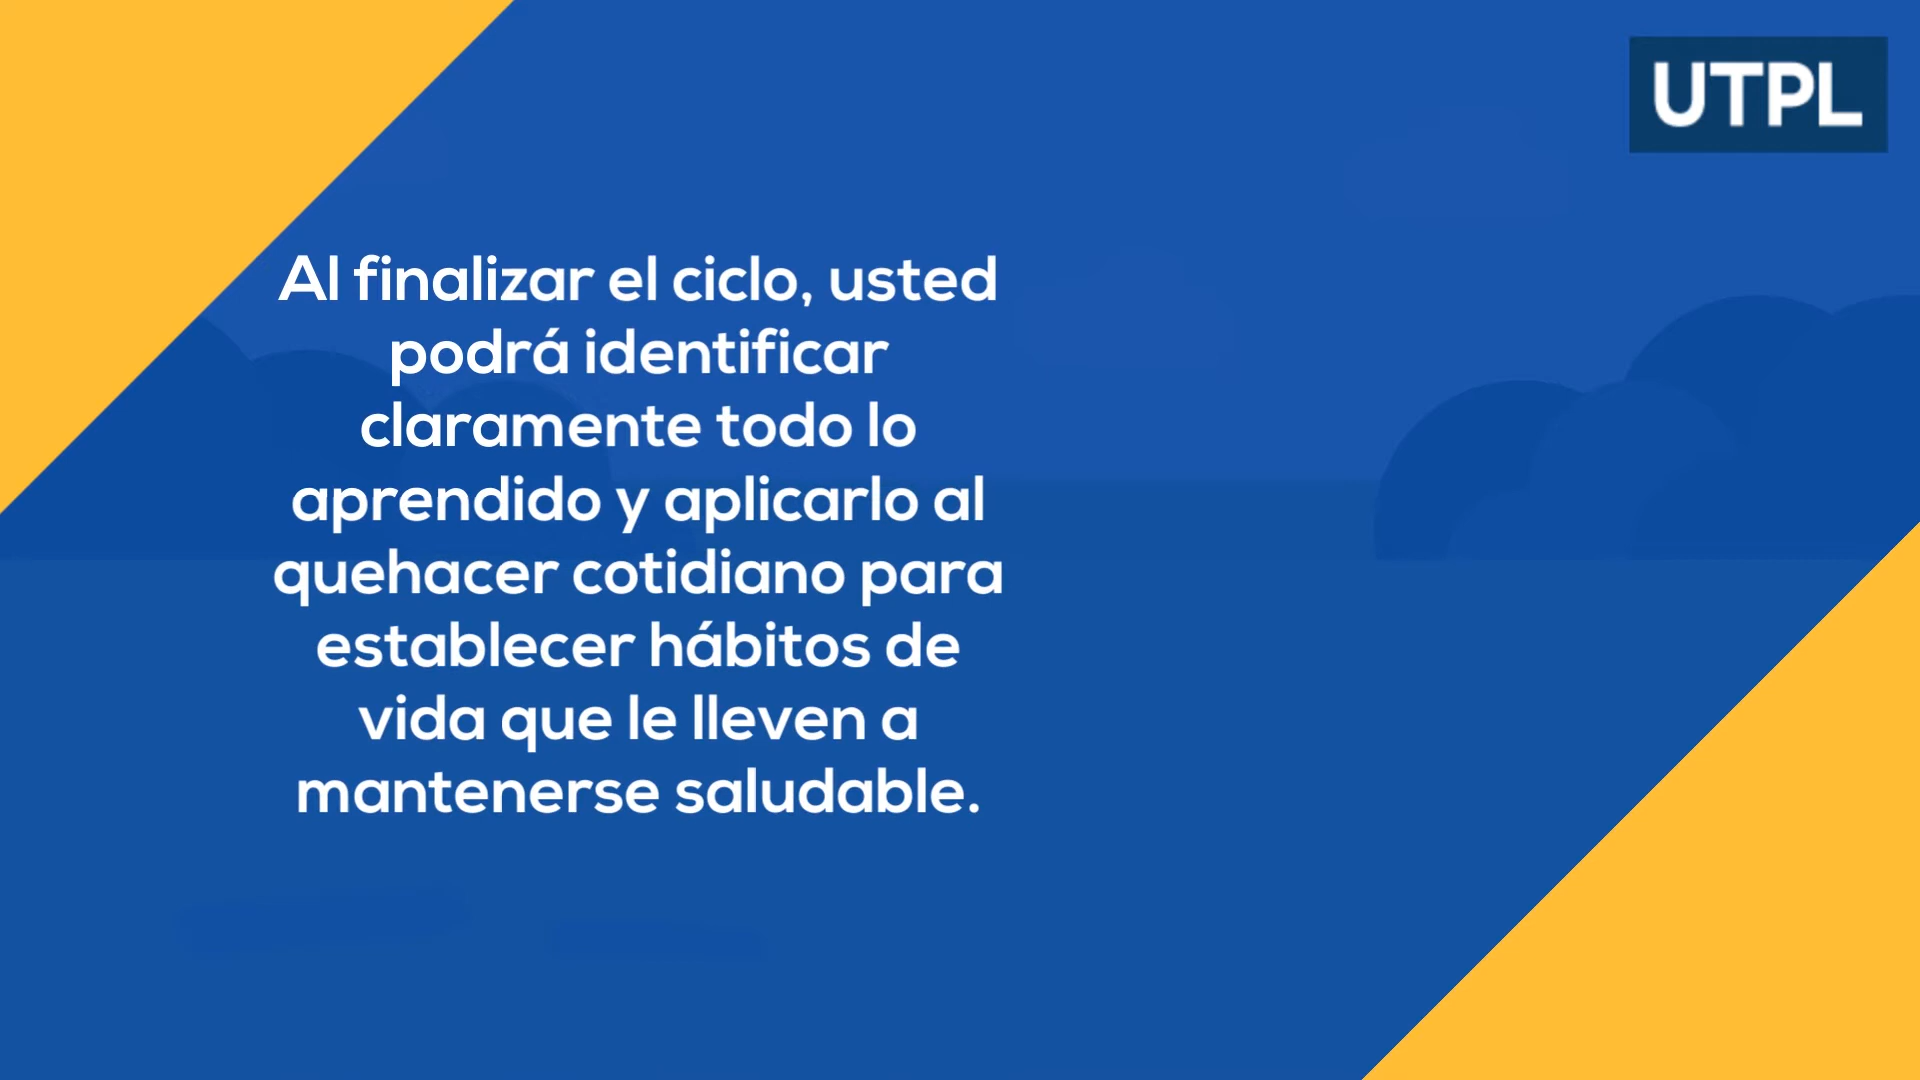 UTPL
Al finalizar el ciclo, usted
podrá identificar
claramente todo lo
aprendido y aplicarlo al
quehacer cotidiano para
establecer hábitos de
vida que le lleven a
mantenerse saludable.